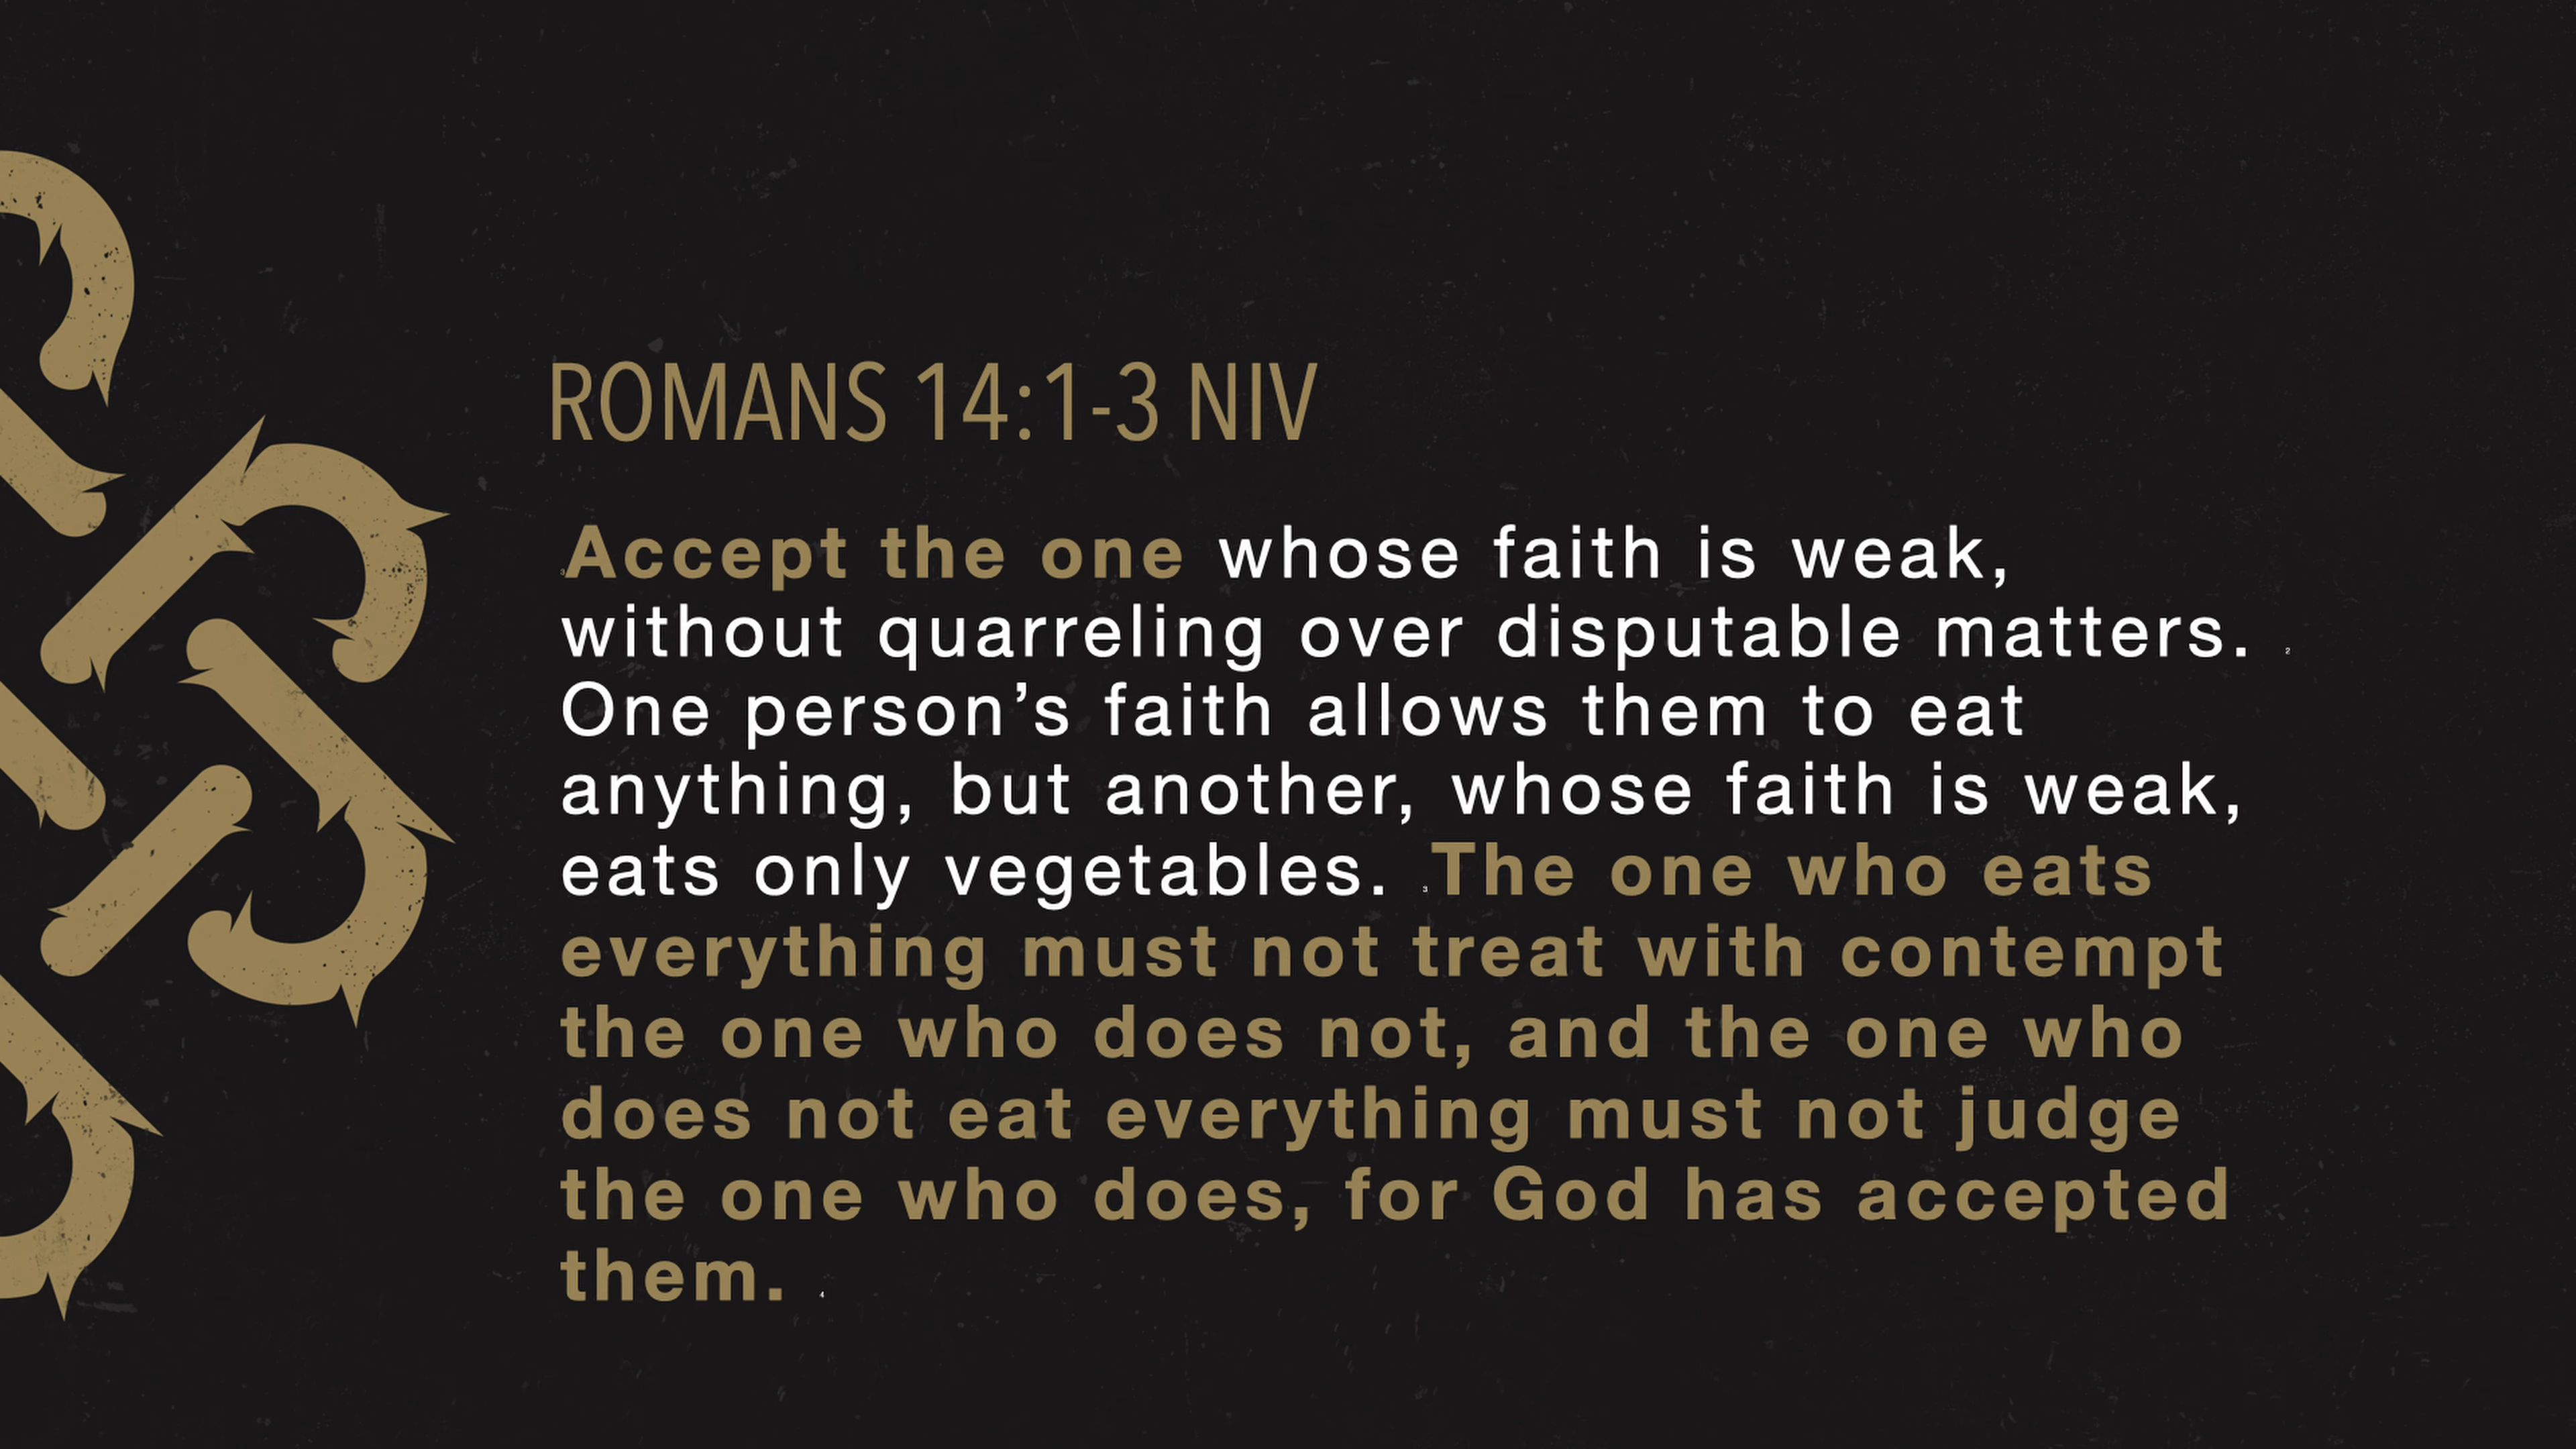 ROMANS 14:1-3 NIV
Accept the one whose faith is weak,
without quarreling over disputable matters. 2
One person’s faith allows them to eat
anything, but another, whose faith is weak,
eats only vegetables. 3The one who eats
everything must not treat with contempt
the one who does not, and the one who
does not eat everything must not judge
the one who does, for God has accepted
them. 4